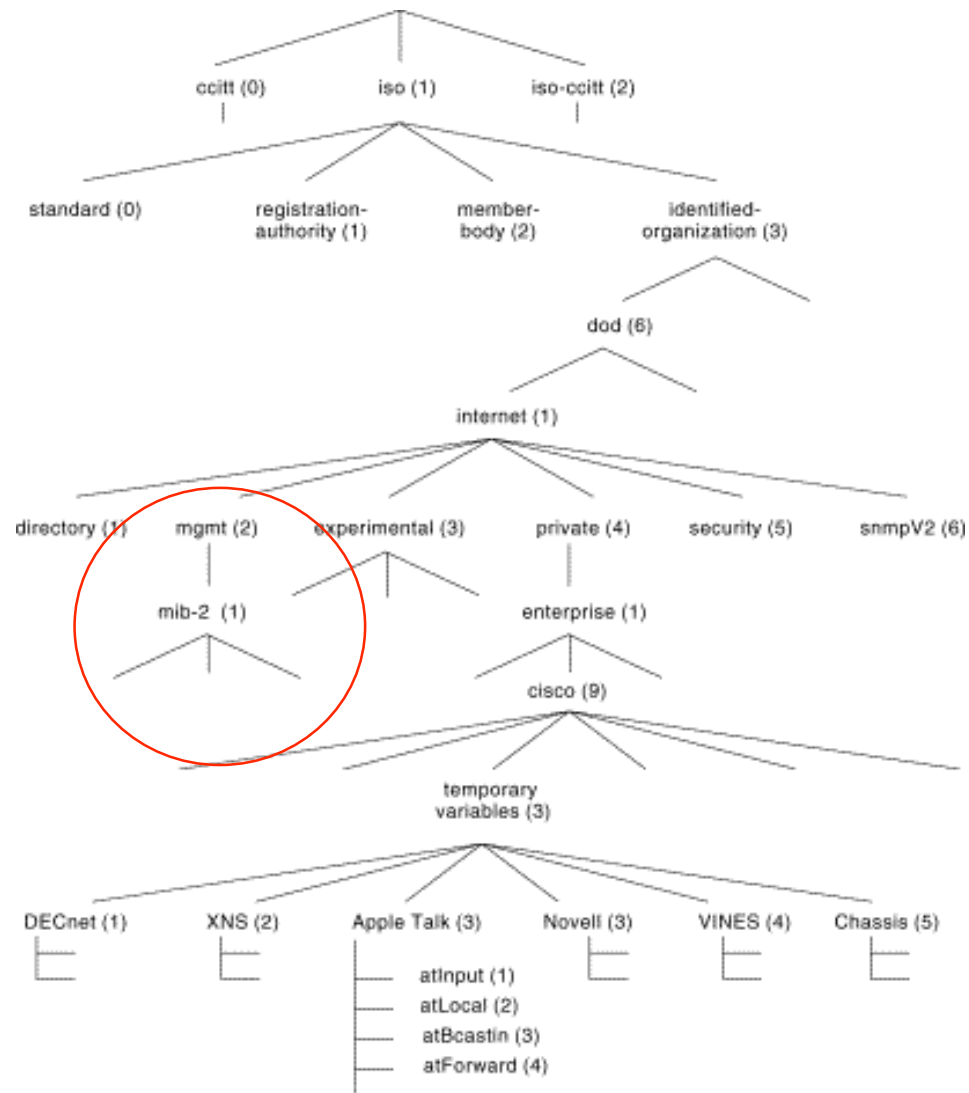 ccitt (0) iso (1) iso-ccitt (2)
standard (0) registration- member- identified-
authority (1) body (2) organization (3)
dod (6)
internet (1)
directory (1) mgmt (2) experimental (3) private (4) security (5) snmpV2 (6)
mib-2 (1) enterprise (1)
cisco (9)
temporary
variables (3)
DECnet (1) XNS (2) Apple Talk (3) Novell (3) VINES (4) Chassis (5)
atInput (1)
atLocal (2)
atBcastin (3)
atForward (4)